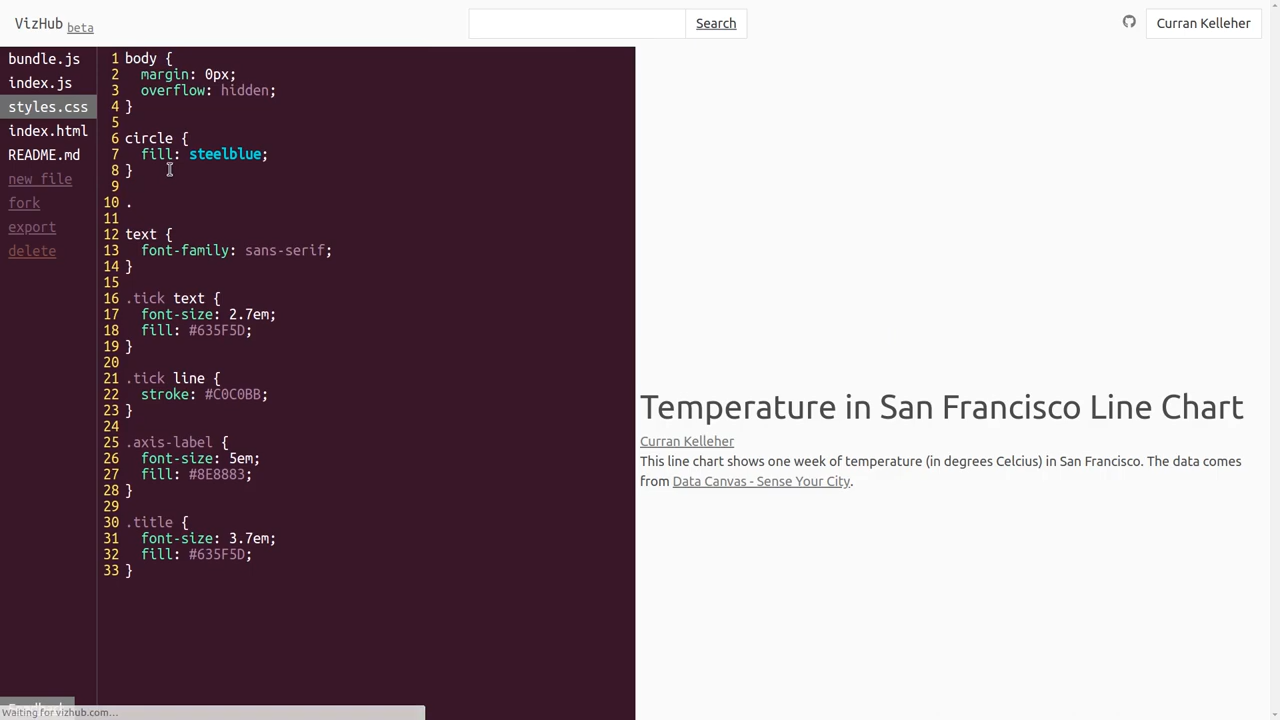 VizHub beta
Search
Curran Kelleher
bundle.js
index.js
styles.css
index.html
README.md
new file
fork
export
delete
1 body {
2 margin: 0px;
3 overflow: hidden;
4 }
5
6 circle {
7 fill: steelblue;
8 }
9
10 .
11
12 text {
13 font-family: sans-serif;
14 }
15
16 .tick text {
17 font-size: 2.7em;
18 fill: #635F5D;
19 }
20
21 .tick line {
22 stroke: #C0C0BB;
23 }
24
25 .axis-label {
26 font-size: 5em;
27 fill: #8E8883;
28 }
29
30 .title {
31 font-size: 3.7em;
32 fill: #635F5D;
33 }
Temperature in San Francisco Line Chart
Curran Kelleher
This line chart shows one week of temperature (in degrees Celcius) in San Francisco. The data comes
from Data Canvas - Sense Your City.
Waiting for vizhub.com...